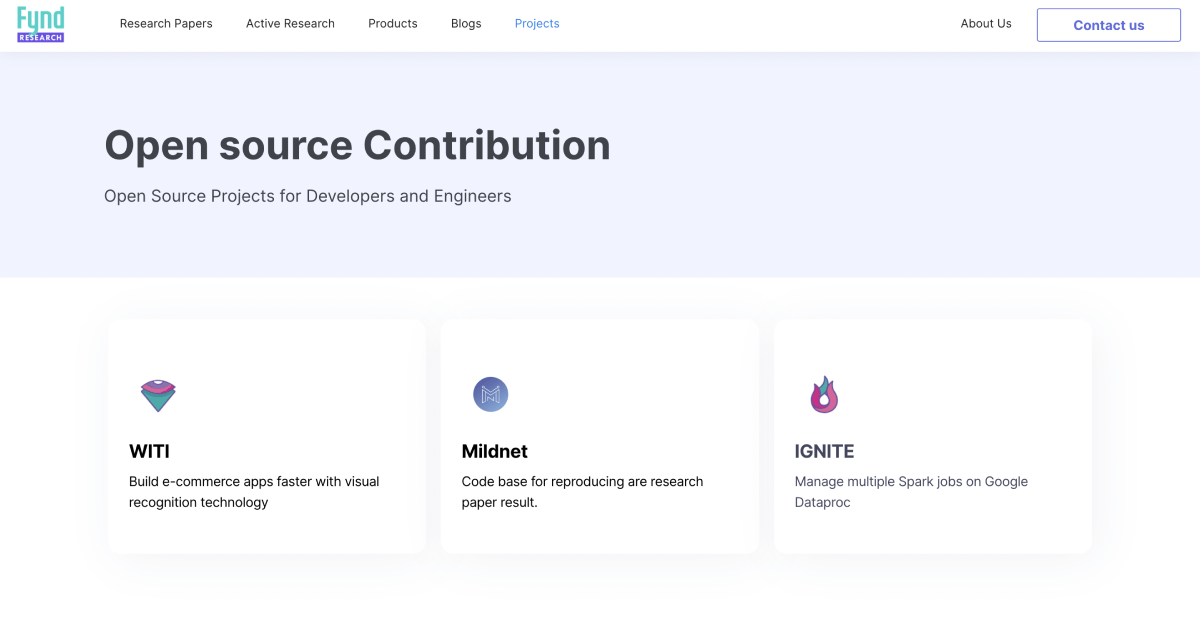 Fynd
RESEARCH
Research Papers
Active Research
Products
Blogs
Projects
About Us
Contact us
Open source Contribution
Open Source Projects for Developers and Engineers
WITI
Build e-commerce apps faster with visual
recognition technology
Mildnet
Code base for reproducing are research
paper result.
IGNITE
Manage multiple Spark jobs on Google
Dataproc